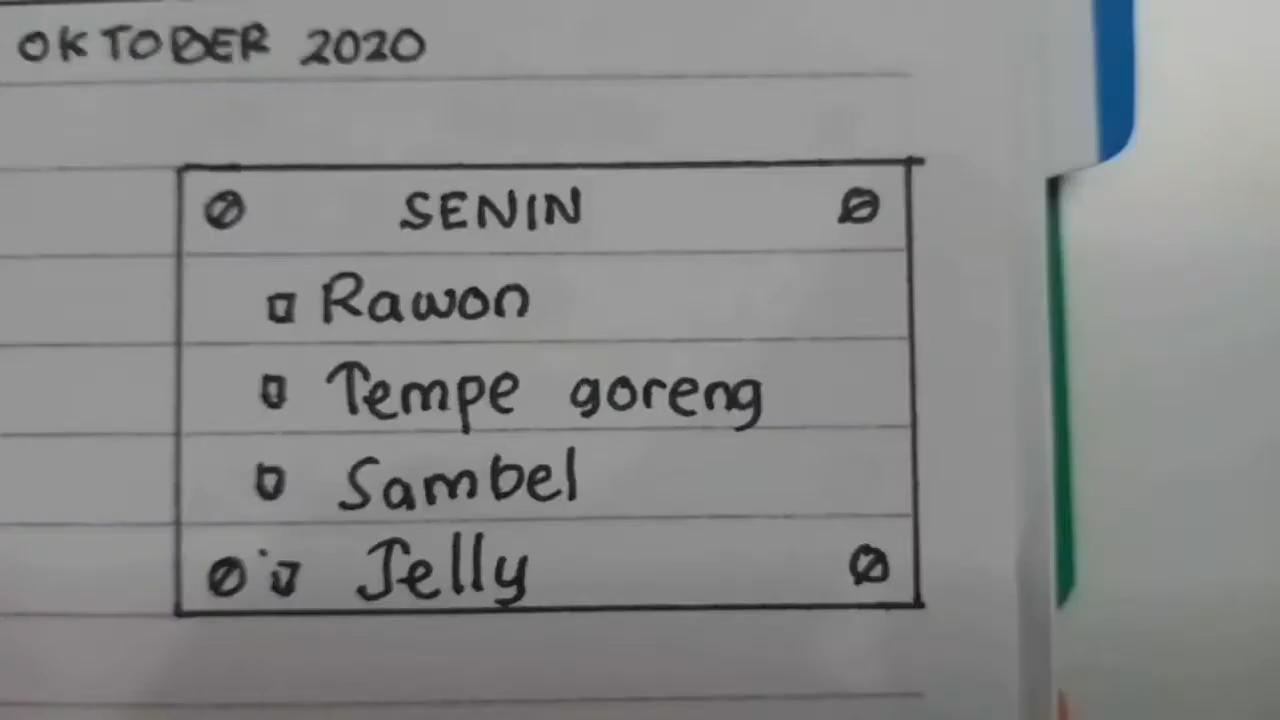 OKTOBER 2020
SENIN
Rawon
Tempe goreng
Sambel
Jelly